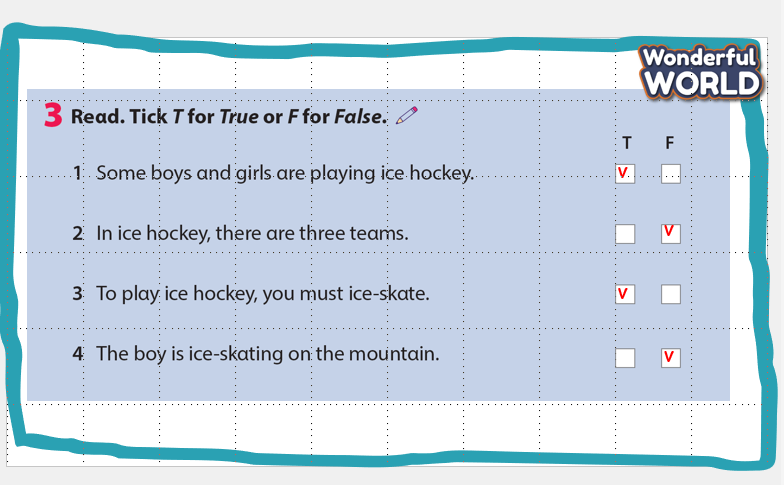 Wonderful
WORLD
3 Read. Tick T for True or F for False.
T F
1 Some boys and girls are playing ice hockey. V
2 In ice hockey, there are three teams. V
3 To play ice hockey, you must ice-skate. V
4 The boy is ice-skating on the mountain. V